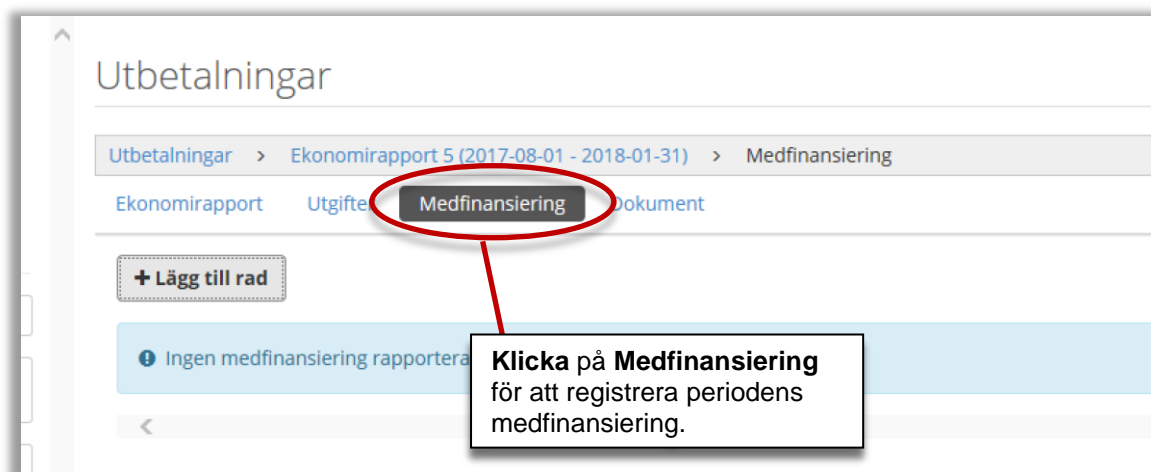 Utbetalningar
Utbetalningar > Ekonomirapport 5 (2017-08-01 - 2018-01-31) > Medfinansiering
Ekonomirapport Utgifte Medfinansiering Dokument
+ Lägg till rad
Ingen medfinansiering rapportera
Klicka på Medfinansiering
för att registrera periodens
medfinansiering.